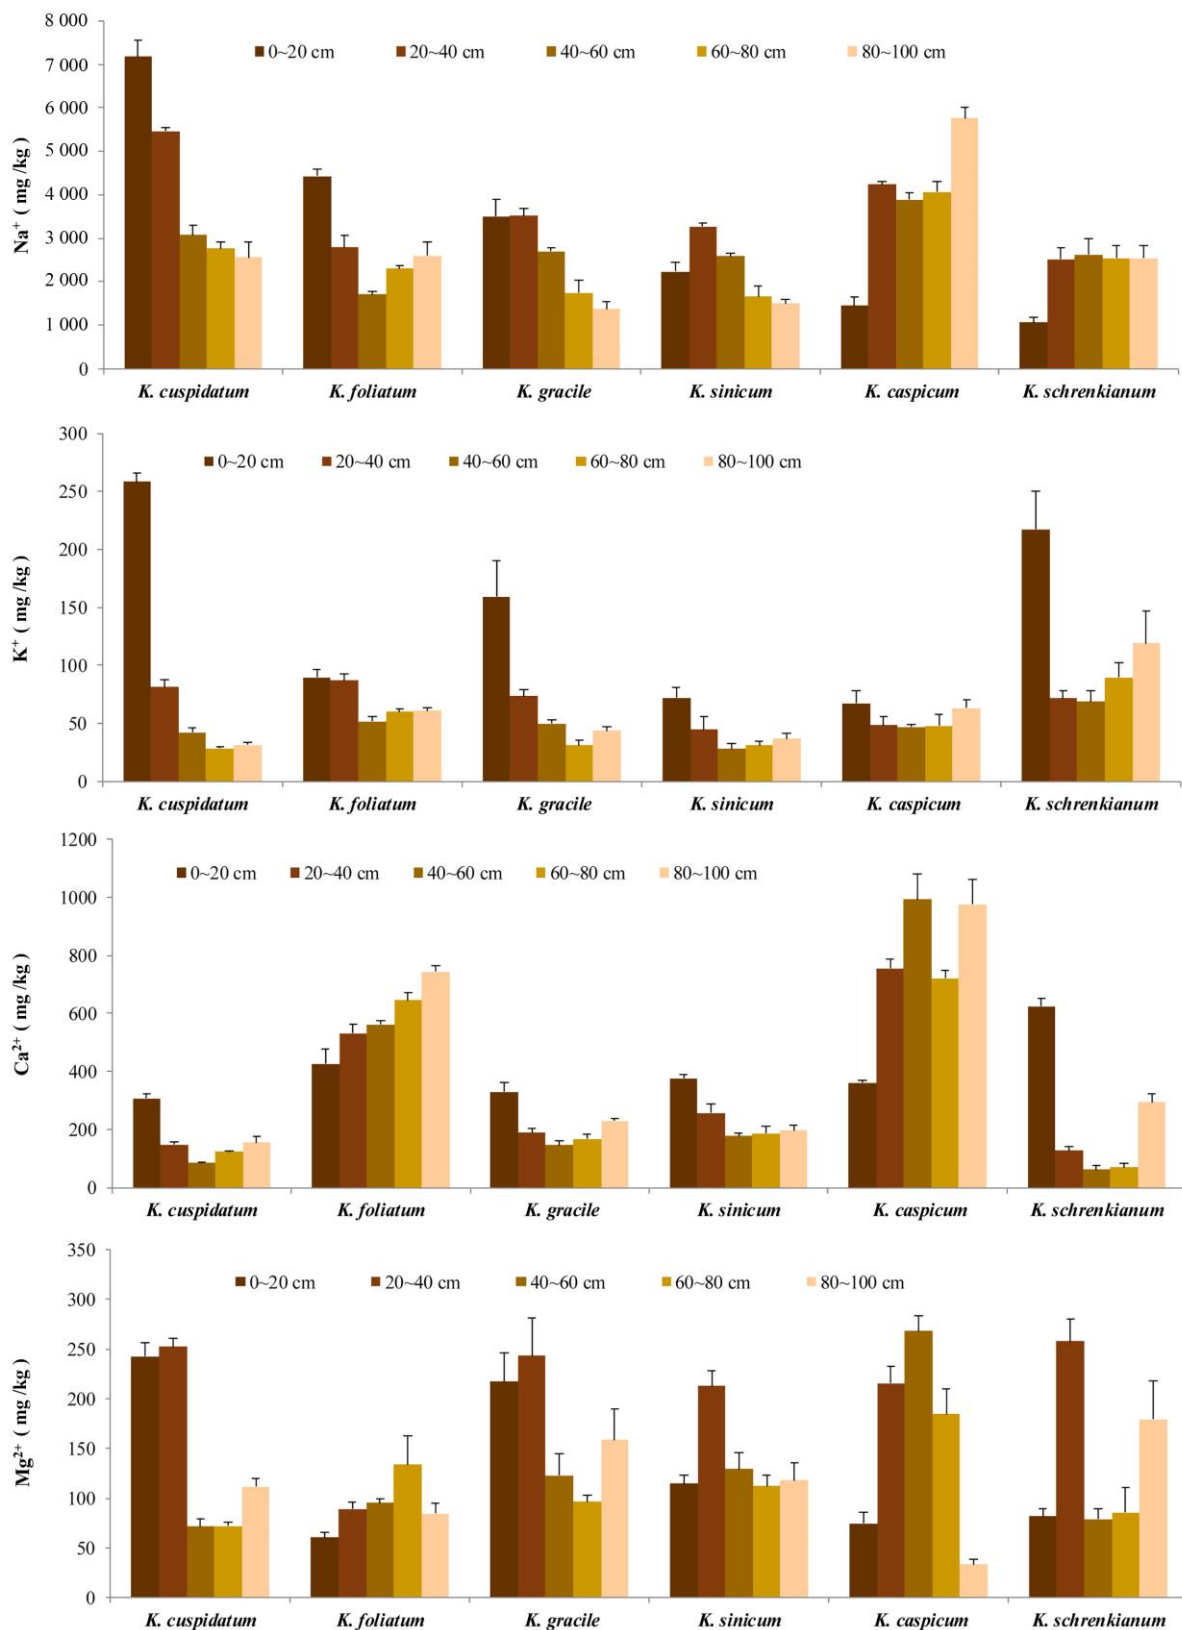 8 000
7 000
6 000
5 000
4 000
3 000
2 000
1 000
0
Na⁺ ( mg /kg )
0~20 cm 20~40 cm 40~60 cm 60~80 cm 80~100 cm
K. cuspidatum K. foliatum K. gracile K. sinicum K. caspicum K. schrenkianum
300
250
200
150
100
50
0
K⁺ ( mg /kg )
0~20 cm 20~40 cm 40~60 cm 60~80 cm 80~100 cm
K. cuspidatum K. foliatum K. gracile K. sinicum K. caspicum K. schrenkianum
1200
1000
800
600
400
200
0
Ca²⁺ ( mg /kg )
0~20 cm 20~40 cm 40~60 cm 60~80 cm 80~100 cm
K. cuspidatum K. foliatum K. gracile K. sinicum K. caspicum K. schrenkianum
350
300
250
200
150
100
50
0
Mg²⁺ ( mg /kg )
0~20 cm 20~40 cm 40~60 cm 60~80 cm 80~100 cm
K. cuspidatum K. foliatum K. gracile K. sinicum K. caspicum K. schrenkianum